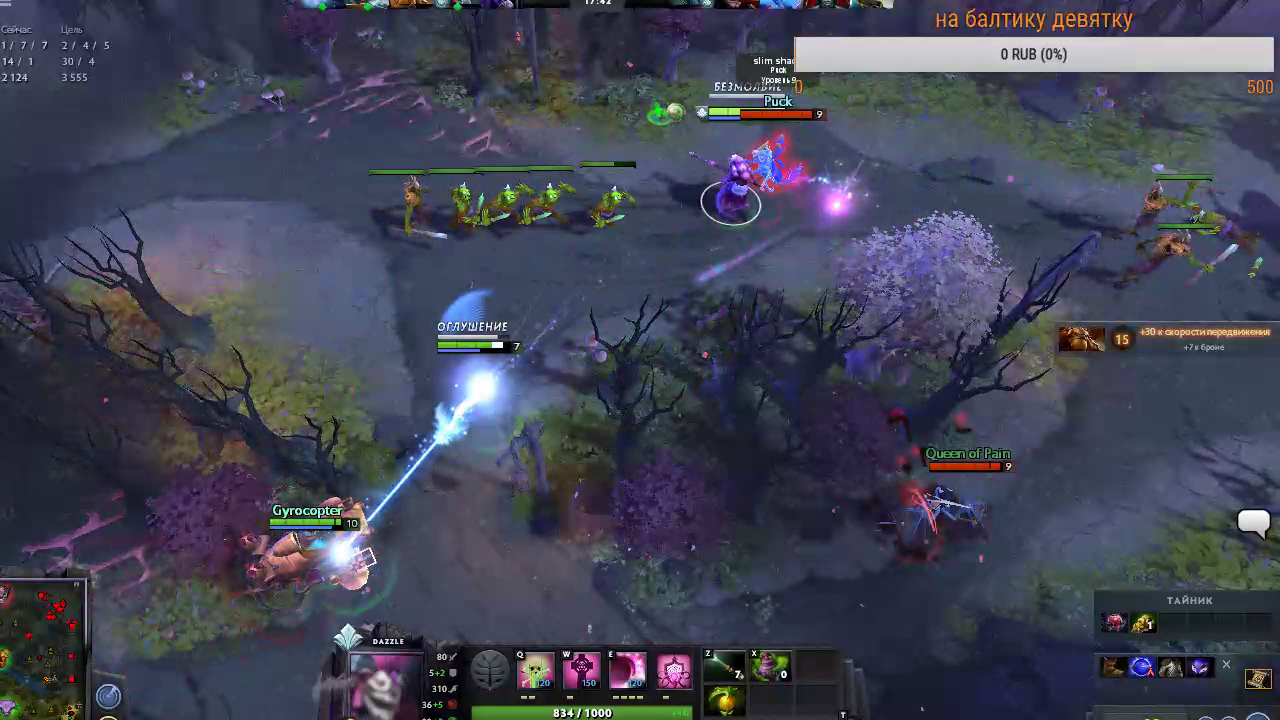 17:42
на балтику девятку
0 RUB (0%)
0
500
Сейчас Цель
1 / 7 / 7 2 / 4 / 5
14 / 1 30 / 4
2 124 3 555
slim sha
Puck
Уровень 9
БЕЗМОЛВИЕ
Puck
9
ОГЛУШЕНИЕ
7
15
+30 к скорости передвижения
+7 к броне
Queen of Pain
9
Gyrocopter
10
ТАЙНИК
1
DAZZLE
80
5+2
310
36+5
Q
120
W
150
E
120
Z
7
X
0
834 / 1000
T